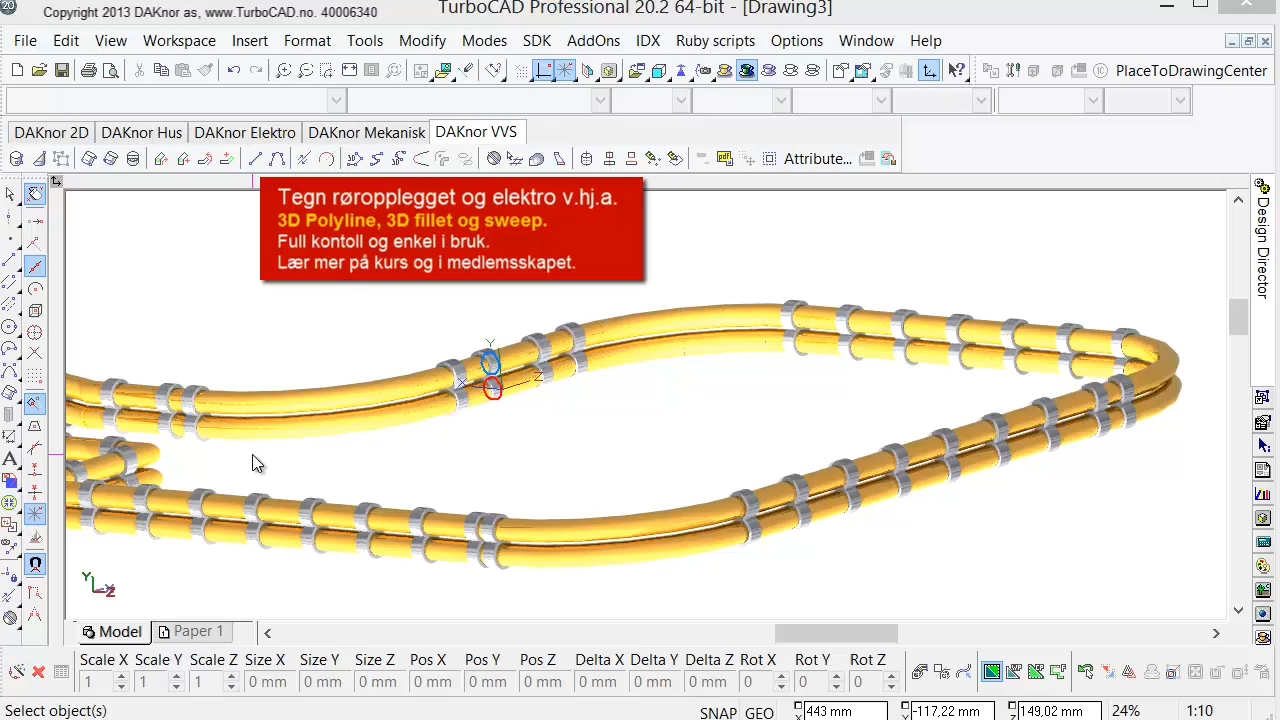 20
Copyright 2013 DAKnor as, www.TurboCAD.no. 40006340
TurboCAD Professional 20.2 64-bit - [Drawing3]
File Edit View Workspace Insert Format Tools Modify Modes SDK AddOns IDX Ruby scripts Options Window Help
PlaceToDrawingCenter
DAKnor 2D DAKnor Hus DAKnor Elektro DAKnor Mekanisk DAKnor VVS
Attribute...
Tegn røropplegget og elektro v.hj.a.
3D Polyline, 3D fillet og sweep.
Full kontoll og enkel i bruk.
Lær mer på kurs og i medlemsskapet.
Design Director
Y
X
Z
Y
X
Z
Model Paper 1
Scale X Scale Y Scale Z Size X Size Y Size Z Pos X Pos Y Pos Z Delta X Delta Y Delta Z Rot X Rot Y Rot Z
1 1 1 0 mm 0 mm 0 mm 0 mm 0 mm 0 mm 0 mm 0 mm 0 mm 0 0 0
Select object(s)
SNAP GEO X 443 mm Y -117,22 mm Z 149,02 mm 24% 1:10